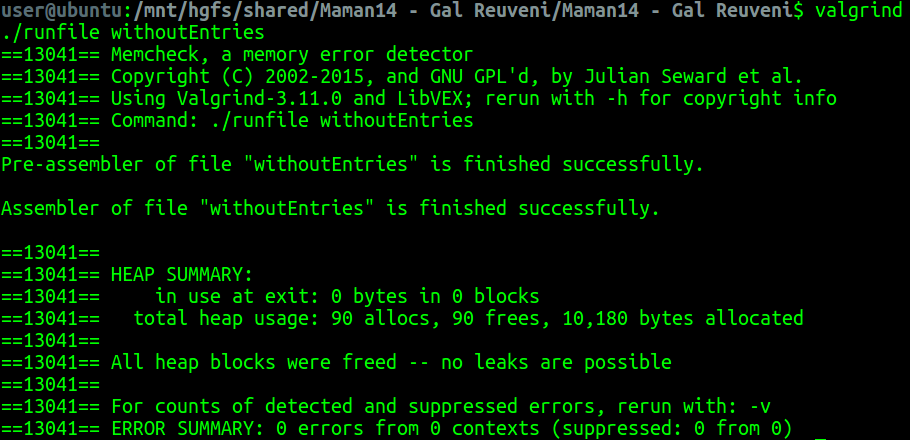 user@ubuntu:/mnt/hgfs/shared/Maman14 - Gal Reuveni/Maman14 - Gal Reuveni$ valgrind
./runfile withoutEntries
==13041== Memcheck, a memory error detector
==13041== Copyright (C) 2002-2015, and GNU GPL'd, by Julian Seward et al.
==13041== Using Valgrind-3.11.0 and LibVEX; rerun with -h for copyright info
==13041== Command: ./runfile withoutEntries
==13041==
Pre-assembler of file "withoutEntries" is finished successfully.
Assembler of file "withoutEntries" is finished successfully.
==13041==
==13041== HEAP SUMMARY:
==13041==     in use at exit: 0 bytes in 0 blocks
==13041==   total heap usage: 90 allocs, 90 frees, 10,180 bytes allocated
==13041==
==13041== All heap blocks were freed -- no leaks are possible
==13041==
==13041== For counts of detected and suppressed errors, rerun with: -v
==13041== ERROR SUMMARY: 0 errors from 0 contexts (suppressed: 0 from 0)